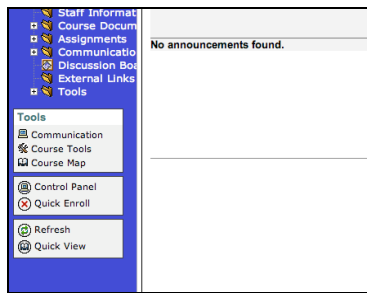 Staff Informat
Course Docum
Assignments
Communicatio
Discussion Boa
External Links
Tools
No announcements found.
Tools
Communication
Course Tools
Course Map
Control Panel
Quick Enroll
Refresh
Quick View